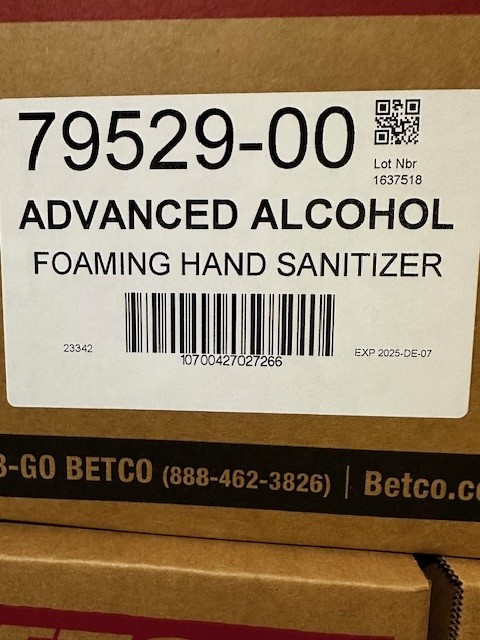 79529-00
Lot Nbr
1637518
ADVANCED ALCOHOL
FOAMING HAND SANITIZER
23342
10700427027266
EXP 2025-DE-07
-GO BETCO (888-462-3826) | Betco.c